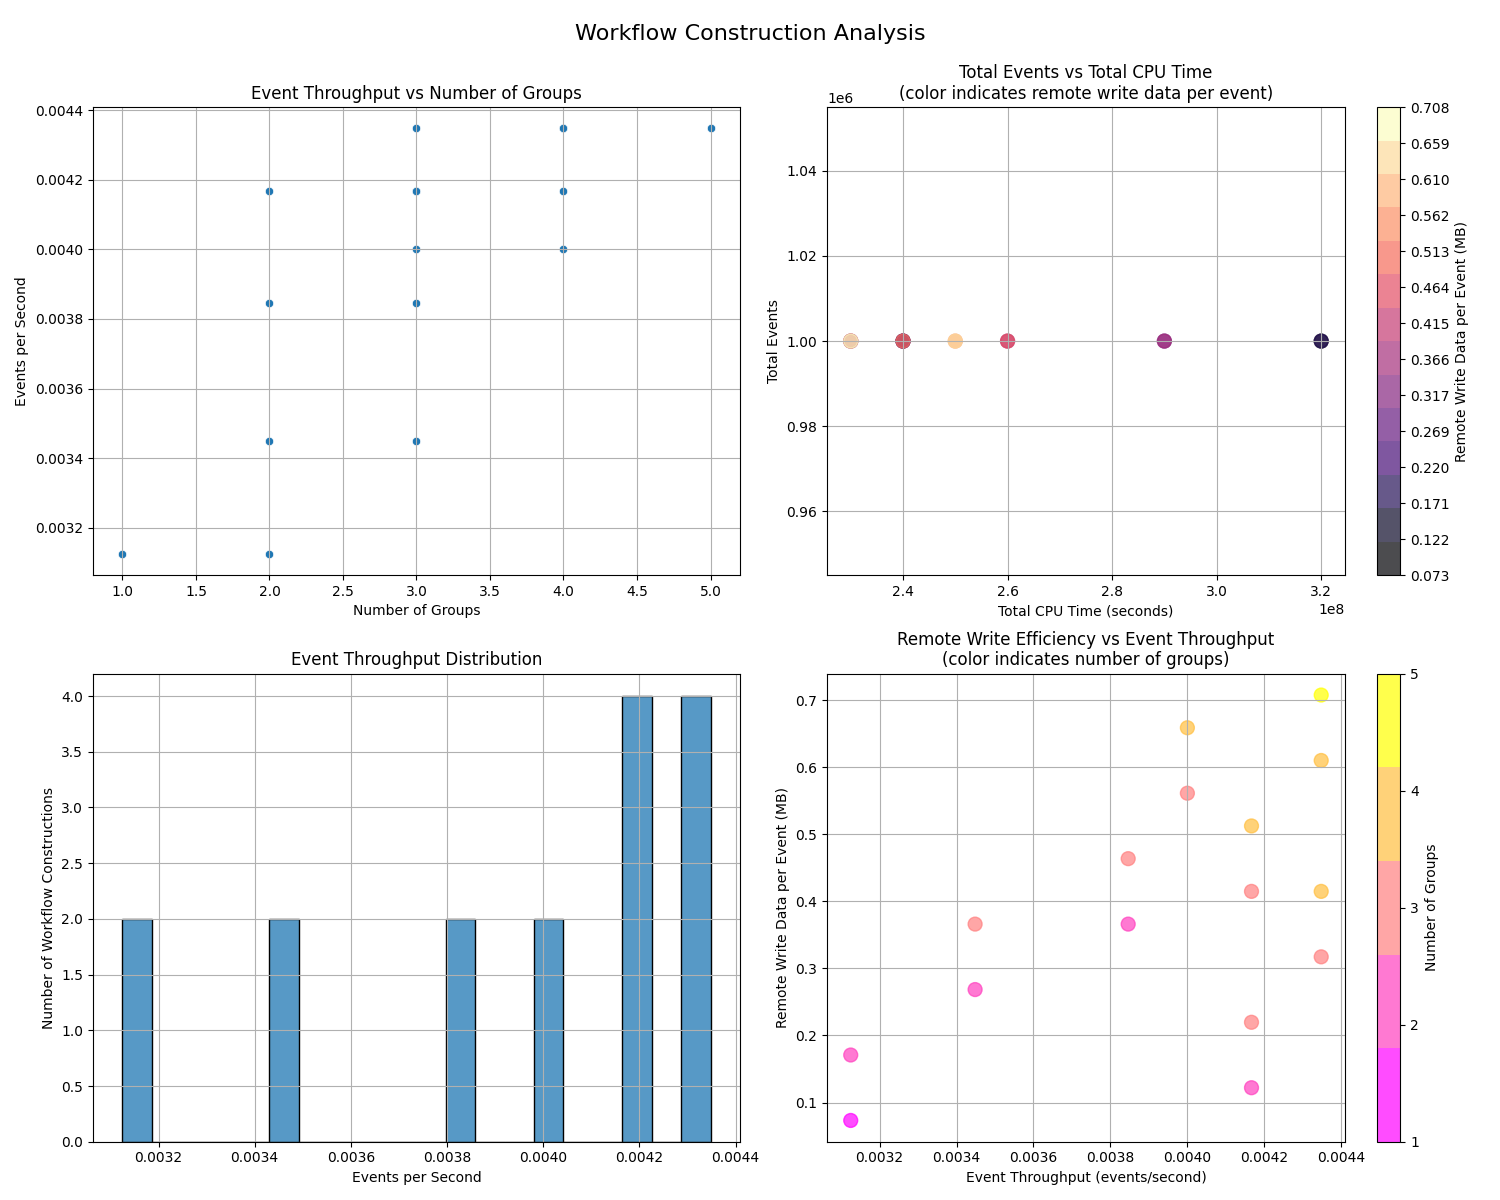 Workflow Construction Analysis
Event Throughput vs Number of Groups
0.0044
0.0042
0.0040
0.0038
0.0036
0.0034
0.0032
Events per Second
1.0 1.5 2.0 2.5 3.0 3.5 4.0 4.5 5.0
Number of Groups
Total Events vs Total CPU Time
(color indicates remote write data per event)
1e6
1.04
1.02
1.00
0.98
0.96
Total Events
2.4 2.6 2.8 3.0 3.2
1e8
Total CPU Time (seconds)
0.708
0.659
0.610
0.562
0.513
0.464
0.415
0.366
0.317
0.269
0.220
0.171
0.122
0.073
Remote Write Data per Event (MB)
Event Throughput Distribution
4.0
3.5
3.0
2.5
2.0
1.5
1.0
0.5
0.0
Number of Workflow Constructions
0.0032 0.0034 0.0036 0.0038 0.0040 0.0042 0.0044
Events per Second
Remote Write Efficiency vs Event Throughput
(color indicates number of groups)
0.7
0.6
0.5
0.4
0.3
0.2
0.1
Remote Write Data per Event (MB)
0.0032 0.0034 0.0036 0.0038 0.0040 0.0042 0.0044
Event Throughput (events/second)
5
4
3
2
1
Number of Groups